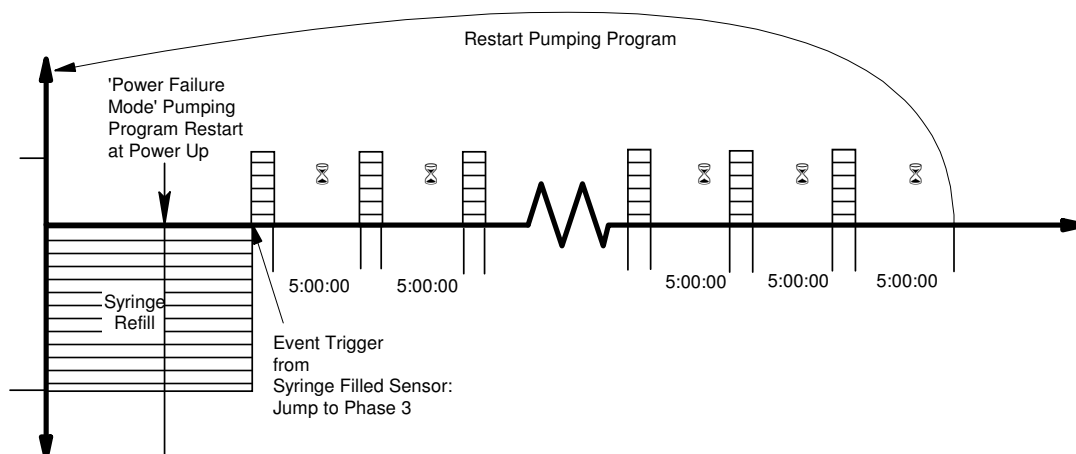 Restart Pumping Program
'Power Failure
Mode' Pumping
Program Restart
at Power Up
5:00:00
5:00:00
5:00:00
5:00:00
5:00:00
Syringe
Refill
Event Trigger
from
Syringe Filled Sensor:
Jump to Phase 3